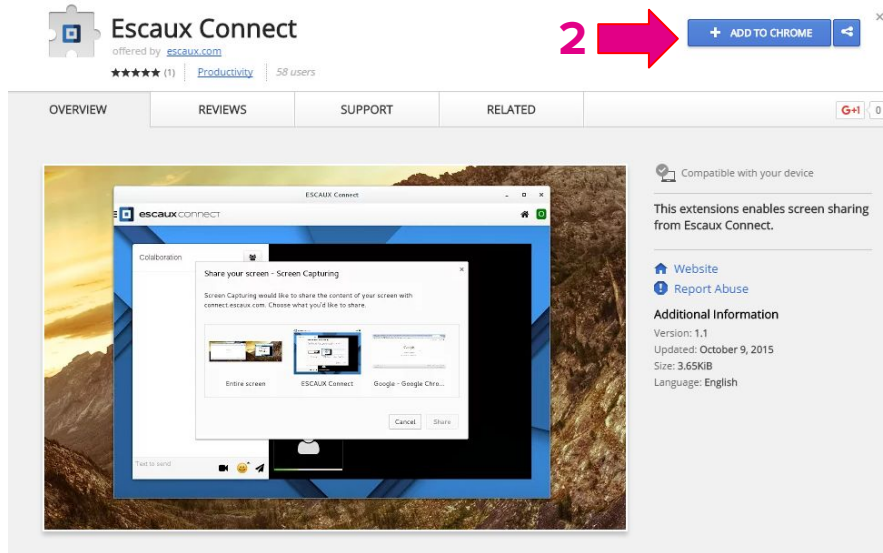 Escaux Connect
offered by escaux.com
★★★★★ (1) Productivity 58 users
2
+ ADD TO CHROME
×
OVERVIEW REVIEWS SUPPORT RELATED
G+1 0
ESCAUX Connect
escaux connect
O
Colaboration
Share your screen - Screen Capturing ×
Screen Capturing would like to share the content of your screen with
connect.escaux.com. Choose what you'd like to share.
Entire screen ESCAUX Connect Google - Google Chro...
Cancel Share
Text to send
Compatible with your device
This extensions enables screen sharing
from Escaux Connect.
Website
Report Abuse
Additional Information
Version: 1.1
Updated: October 9, 2015
Size: 3.65KiB
Language: English